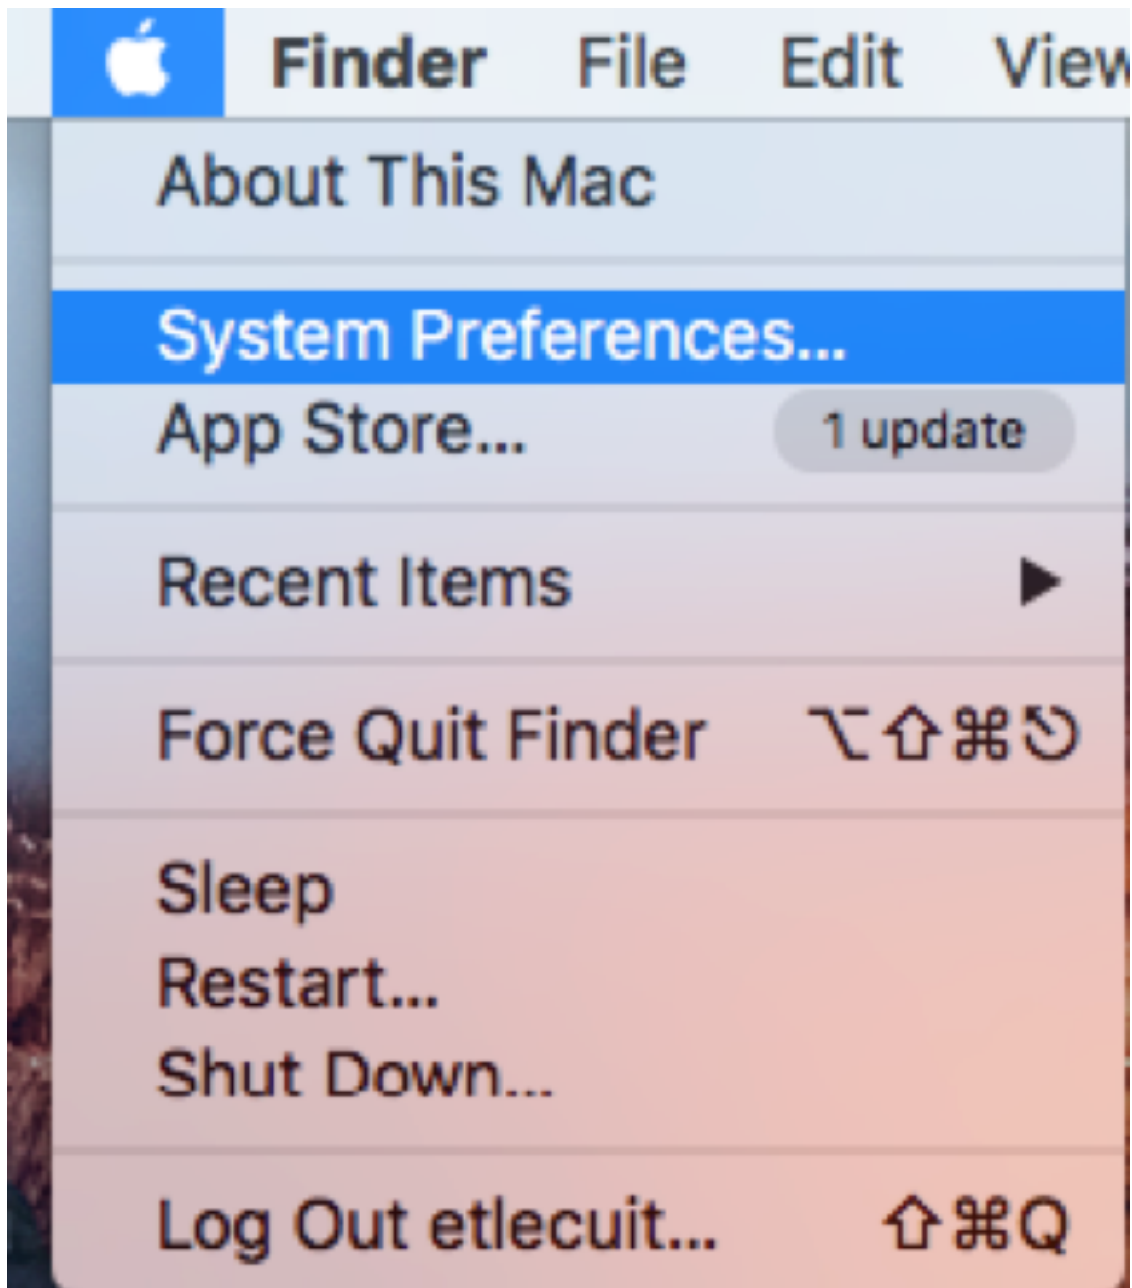 Finder File Edit View
About This Mac
System Preferences...
App Store... 1 update
Recent Items ▶
Force Quit Finder ⌥⇧⌘⎋
Sleep
Restart...
Shut Down...
Log Out etlecuit... ⇧⌘Q